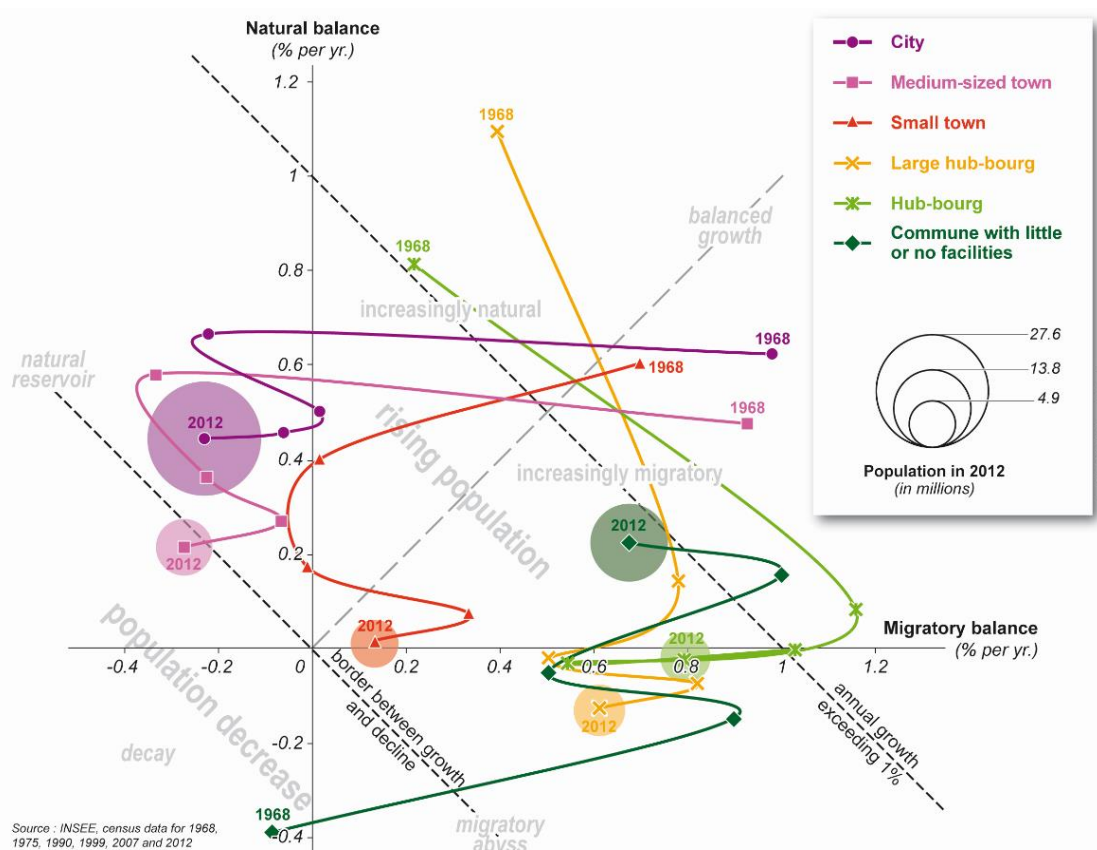 Natural balance
(% per yr.)
1.2
1
0.8
0.6
0.4
0.2
-0.2
-0.4
-0.4
-0.2
0
0.2
0.4
0.6
0.8
1
1.2
Migratory balance
(% per yr.)
1968
1968
1968
1968
1968
1968
2012
2012
2012
2012
2012
2012
balanced
growth
increasingly natural
increasingly migratory
natural
reservoir
rising population
population decrease
decay
migratory
abyss
border between growth
and decline
annual growth
exceeding 1%
City
Medium-sized town
Small town
Large hub-bourg
Hub-bourg
Commune with little
or no facilities
27.6
13.8
4.9
Population in 2012
(in millions)
Source : INSEE, census data for 1968,
1975, 1990, 1999, 2007 and 2012